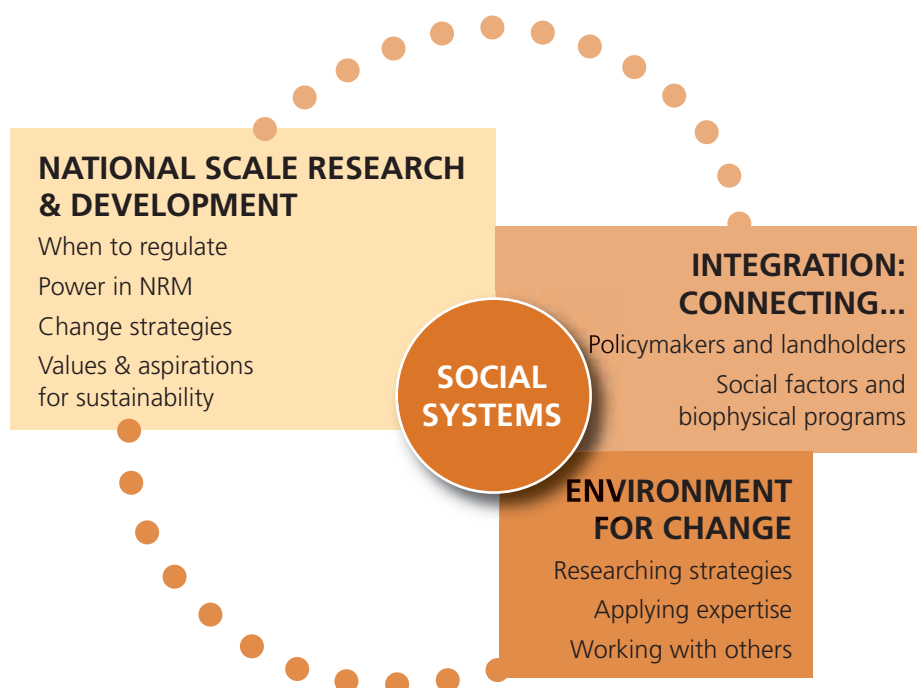 NATIONAL SCALE RESEARCH
& DEVELOPMENT
When to regulate
Power in NRM
Change strategies
Values & aspirations
for sustainability
SOCIAL
SYSTEMS
INTEGRATION:
CONNECTING...
Policymakers and landholders
Social factors and
biophysical programs
ENVIRONMENT
FOR CHANGE
Researching strategies
Applying expertise
Working with others